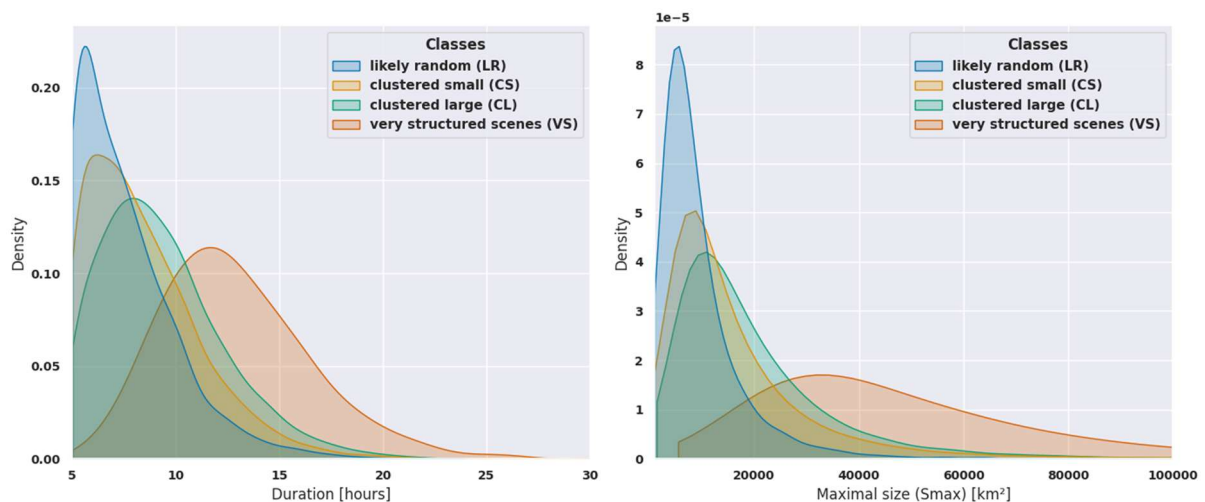 Classes
likely random (LR)
clustered small (CS)
clustered large (CL)
very structured scenes (VS)
0.20
0.15
0.10
0.05
0.00
Density
5 10 15 20 25 30
Duration [hours]
1e−5
Classes
likely random (LR)
clustered small (CS)
clustered large (CL)
very structured scenes (VS)
8
7
6
5
4
3
2
1
0
Density
20000 40000 60000 80000 100000
Maximal size (Smax) [km²]